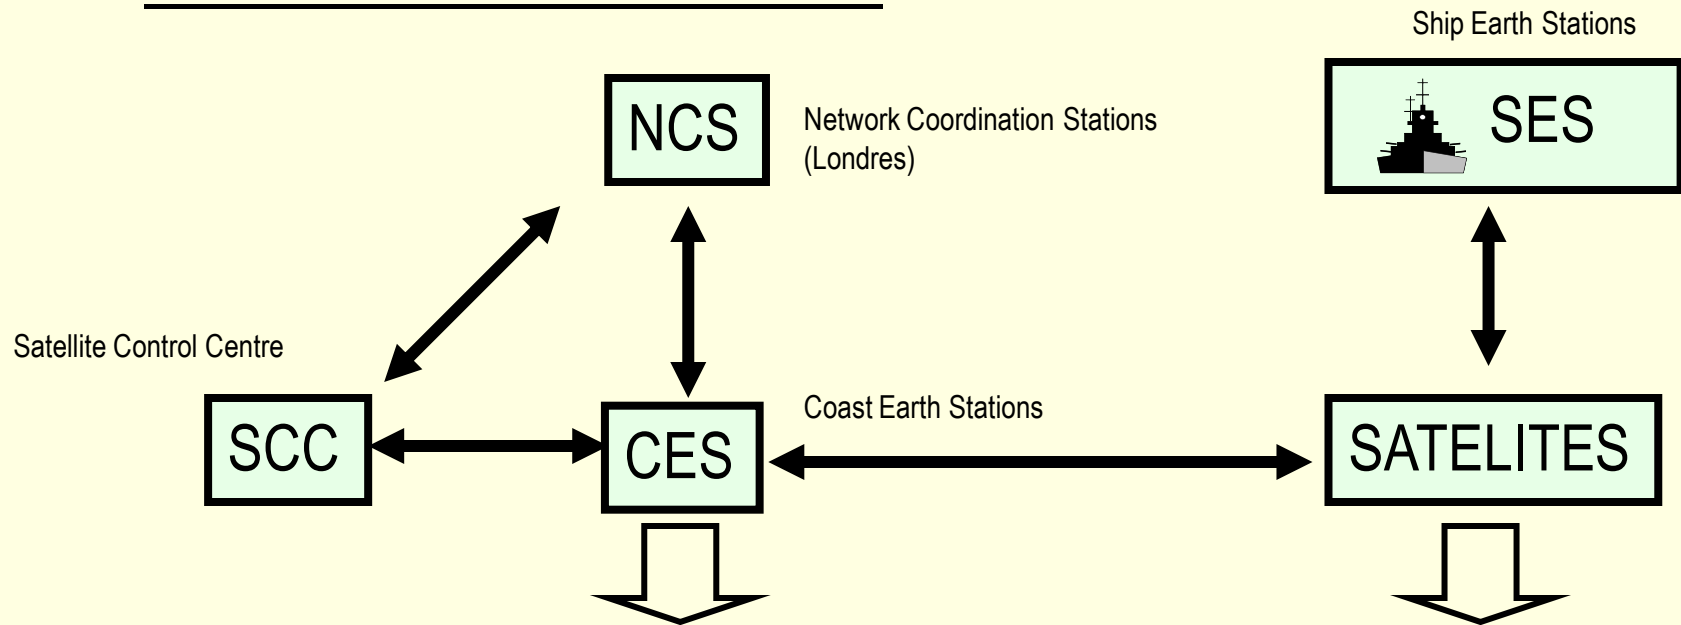 Ship Earth Stations
NCS
Network Coordination Stations
(Londres)
SES
Satellite Control Centre
SCC
CES
Coast Earth Stations
SATELITES